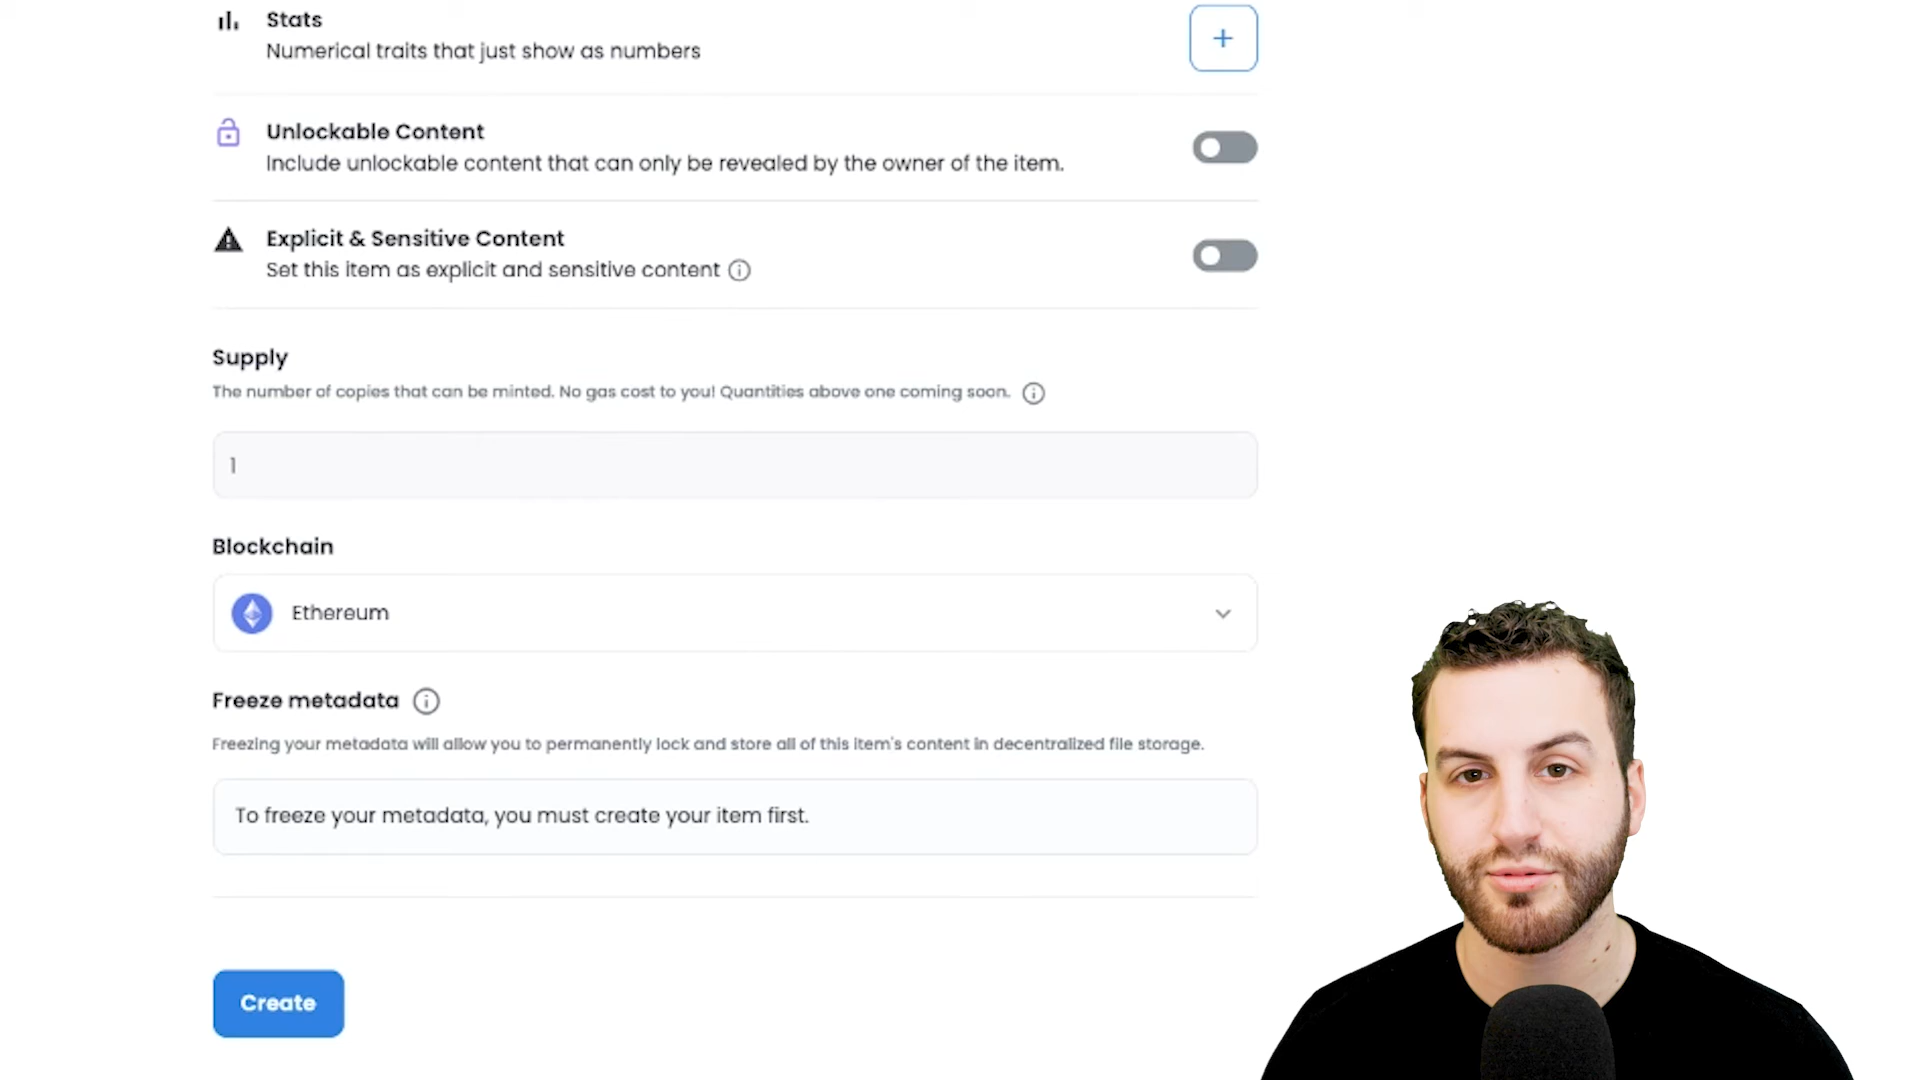 Stats
Numerical traits that just show as numbers
Unlockable Content
Include unlockable content that can only be revealed by the owner of the item.
Explicit & Sensitive Content
Set this item as explicit and sensitive content
Supply
The number of copies that can be minted. No gas cost to you! Quantities above one coming soon.
1
Blockchain
Ethereum
Freeze metadata
Freezing your metadata will allow you to permanently lock and store all of this item's content in decentralized file storage.
To freeze your metadata, you must create your item first.
Create